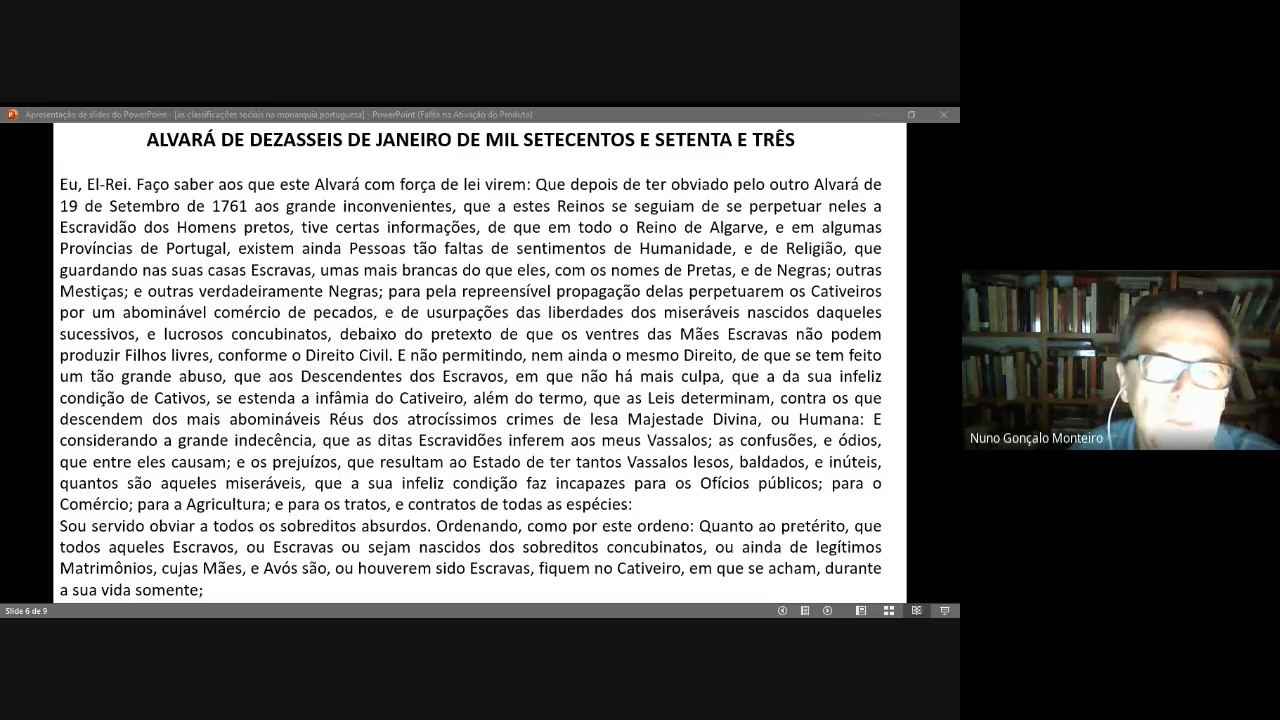 Apresentação de slides do PowerPoint - [as classificações sociais na monarquia portuguesa] - PowerPoint (Falha na Ativação do Produto)
ALVARÁ DE DEZASSEIS DE JANEIRO DE MIL SETECENTOS E SETENTA E TRÊS
Eu, El-Rei. Faço saber aos que este Alvará com força de lei virem: Que depois de ter obviado pelo outro Alvará de
19 de Setembro de 1761 aos grande inconvenientes, que a estes Reinos se seguiam de se perpetuar neles a
Escravidão dos Homens pretos, tive certas informações, de que em todo o Reino de Algarve, e em algumas
Províncias de Portugal, existem ainda Pessoas tão faltas de sentimentos de Humanidade, e de Religião, que
guardando nas suas casas Escravas, umas mais brancas do que eles, com os nomes de Pretas, e de Negras; outras
Mestiças; e outras verdadeiramente Negras; para pela repreensível propagação delas perpetuarem os Cativeiros
por um abominável comércio de pecados, e de usurpações das liberdades dos miseráveis nascidos daqueles
sucessivos, e lucrosos concubinatos, debaixo do pretexto de que os ventres das Mães Escravas não podem
produzir Filhos livres, conforme o Direito Civil. E não permitindo, nem ainda o mesmo Direito, de que se tem feito
um tão grande abuso, que aos Descendentes dos Escravos, em que não há mais culpa, que a da sua infeliz
condição de Cativos, se estenda a infâmia do Cativeiro, além do termo, que as Leis determinam, contra os que
descendem dos mais abomináveis Réus dos atrocíssimos crimes de lesa Majestade Divina, ou Humana: E
considerando a grande indecência, que as ditas Escravidões inferem aos meus Vassalos; as confusões, e ódios,
que entre eles causam; e os prejuízos, que resultam ao Estado de ter tantos Vassalos lesos, baldados, e inúteis,
quantos são aqueles miseráveis, que a sua infeliz condição faz incapazes para os Ofícios públicos; para o
Comércio; para a Agricultura; e para os tratos, e contratos de todas as espécies:
Sou servido obviar a todos os sobreditos absurdos. Ordenando, como por este ordeno: Quanto ao pretérito, que
todos aqueles Escravos, ou Escravas ou sejam nascidos dos sobreditos concubinatos, ou ainda de legítimos
Matrimônios, cujas Mães, e Avós são, ou houverem sido Escravas, fiquem no Cativeiro, em que se acham, durante
a sua vida somente;
Slide 6 de 9
Nuno Gonçalo Monteiro